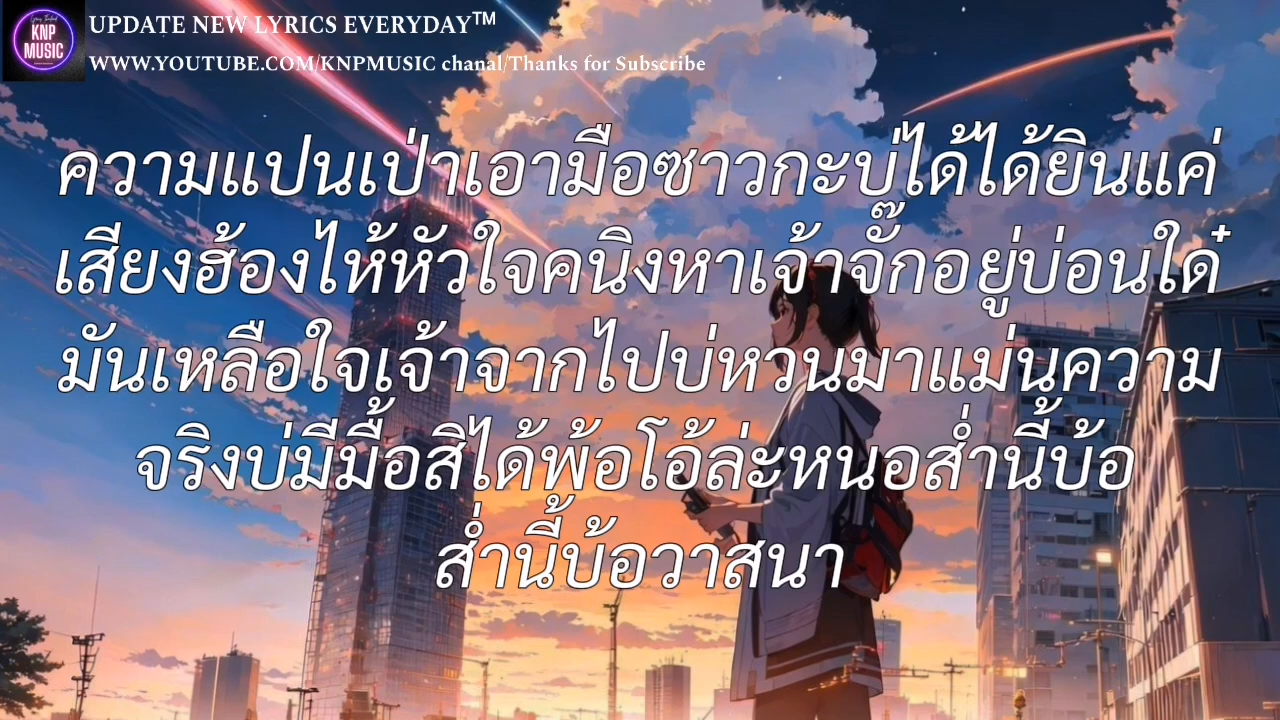 KNP
MUSIC
UPDATE NEW LYRICS EVERYDAY™
WWW.YOUTUBE.COM/KNPMUSIC chanal/Thanks for Subscribe
ความแปนเป่าเอามือซาวกะบ่ได้ได้ยินแค่
เสียงฮ้องไห้หัวใจคนิงหาเจ้าจั๊กอยู่บ่อนใด๋
มันเหลือใจเจ้าจากไปบ่หวนมาแม่นความ
จริงบ่มีมื้อสิได้พ้อโอ้ล่ะหนอส่ำนี้บ้อ
ส่ำนี้บ้อวาสนา